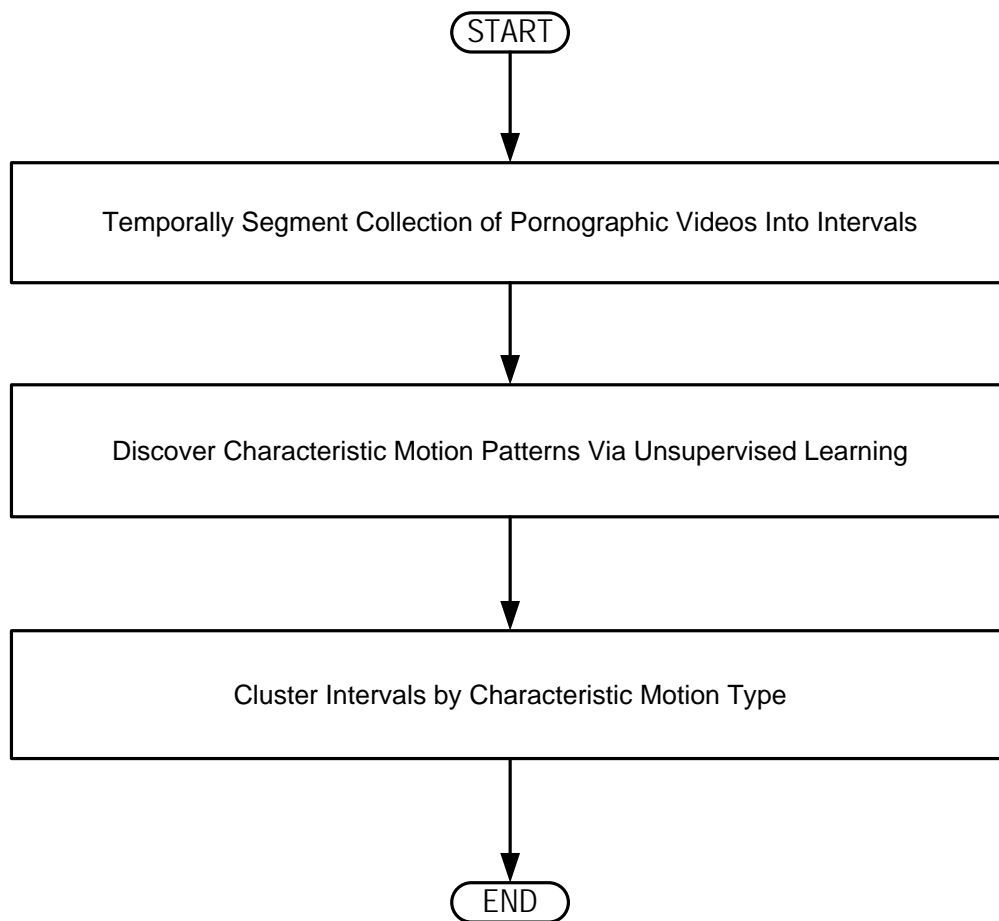 START
Temporally Segment Collection of Pornographic Videos Into Intervals
Discover Characteristic Motion Patterns Via Unsupervised Learning
Cluster Intervals by Characteristic Motion Type
END